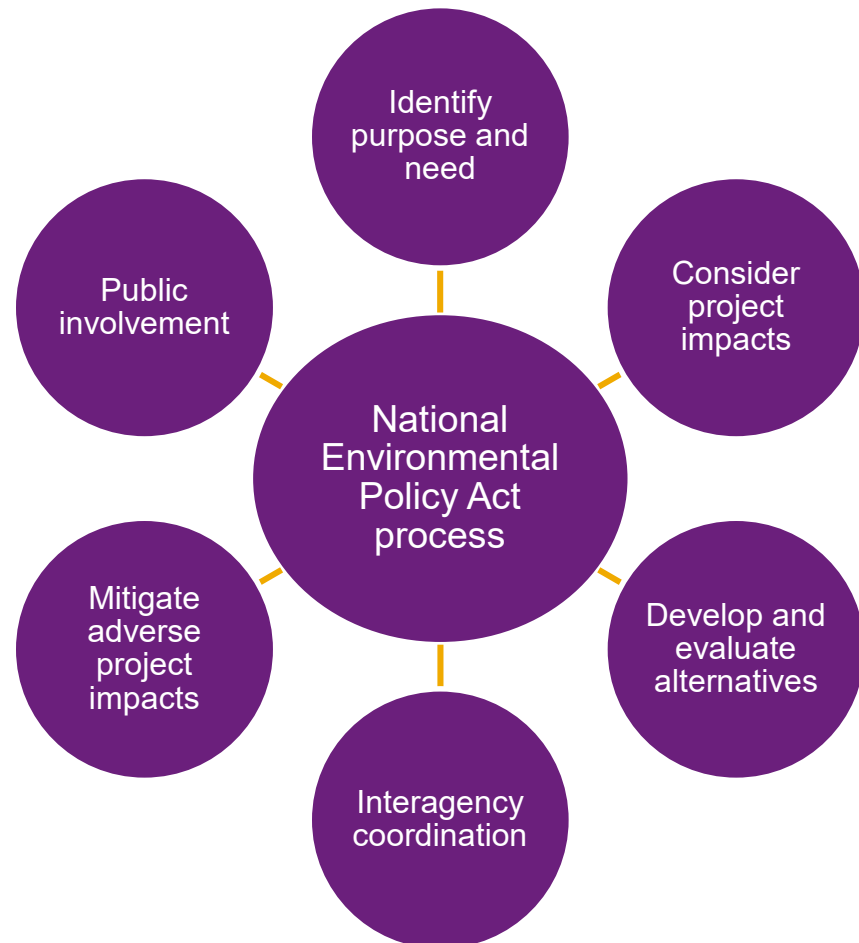 Identify
purpose and
need
Consider
project
impacts
Develop and
evaluate
alternatives
Interagency
coordination
Mitigate
adverse
project
impacts
Public
involvement
National
Environmental
Policy Act
process